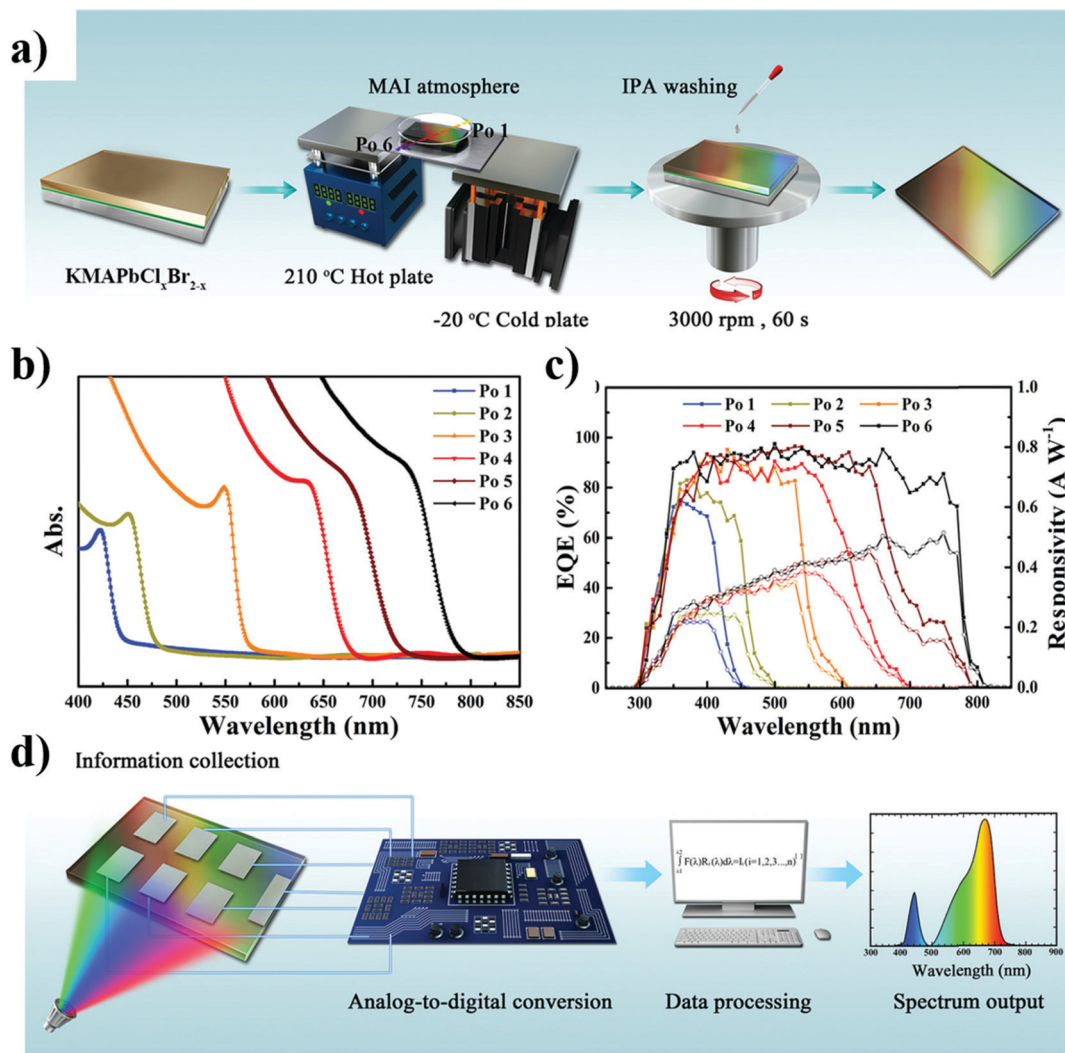 a)
MAI atmosphere
IPA washing
Po 1
Po 6
KMAPbClₓBr₂₋ₓ
210 °C Hot plate
-20 °C Cold plate
3000 rpm , 60 s
b)
Abs.
Po 1
Po 2
Po 3
Po 4
Po 5
Po 6
400 450 500 550 600 650 700 750 800 850
Wavelength (nm)
c)
EQE (%)
100
80
60
40
20
0
Po 1 Po 2 Po 3
Po 4 Po 5 Po 6
1.0
0.8
0.6
0.4
0.2
0.0
Responsivity (A W⁻¹)
300 400 500 600 700 800
Wavelength (nm)
d)
Information collection
Analog-to-digital conversion
Data processing
300 400 500 600 700 800 900
Wavelength (nm)
Spectrum output